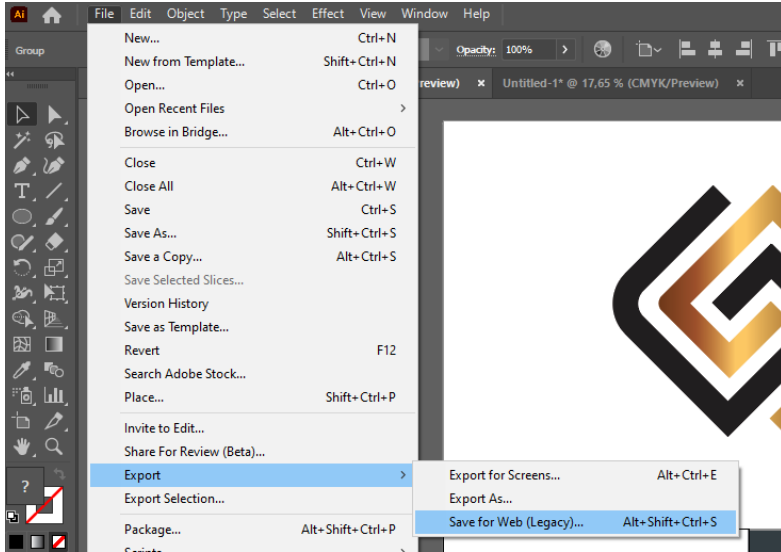 Ai
File Edit Object Type Select Effect View Window Help
Group
Opacity: 100%
review) × Untitled-1* @ 17,65 % (CMYK/Preview) ×
New... Ctrl+N
New from Template... Shift+Ctrl+N
Open... Ctrl+O
Open Recent Files
Browse in Bridge... Alt+Ctrl+O
Close Ctrl+W
Close All Alt+Ctrl+W
Save Ctrl+S
Save As... Shift+Ctrl+S
Save a Copy... Alt+Ctrl+S
Save Selected Slices...
Version History
Save as Template...
Revert F12
Search Adobe Stock...
Place... Shift+Ctrl+P
Invite to Edit...
Share For Review (Beta)...
Export
Export Selection...
Package... Alt+Shift+Ctrl+P
Scripts
Export for Screens... Alt+Ctrl+E
Export As...
Save for Web (Legacy)... Alt+Shift+Ctrl+S
?